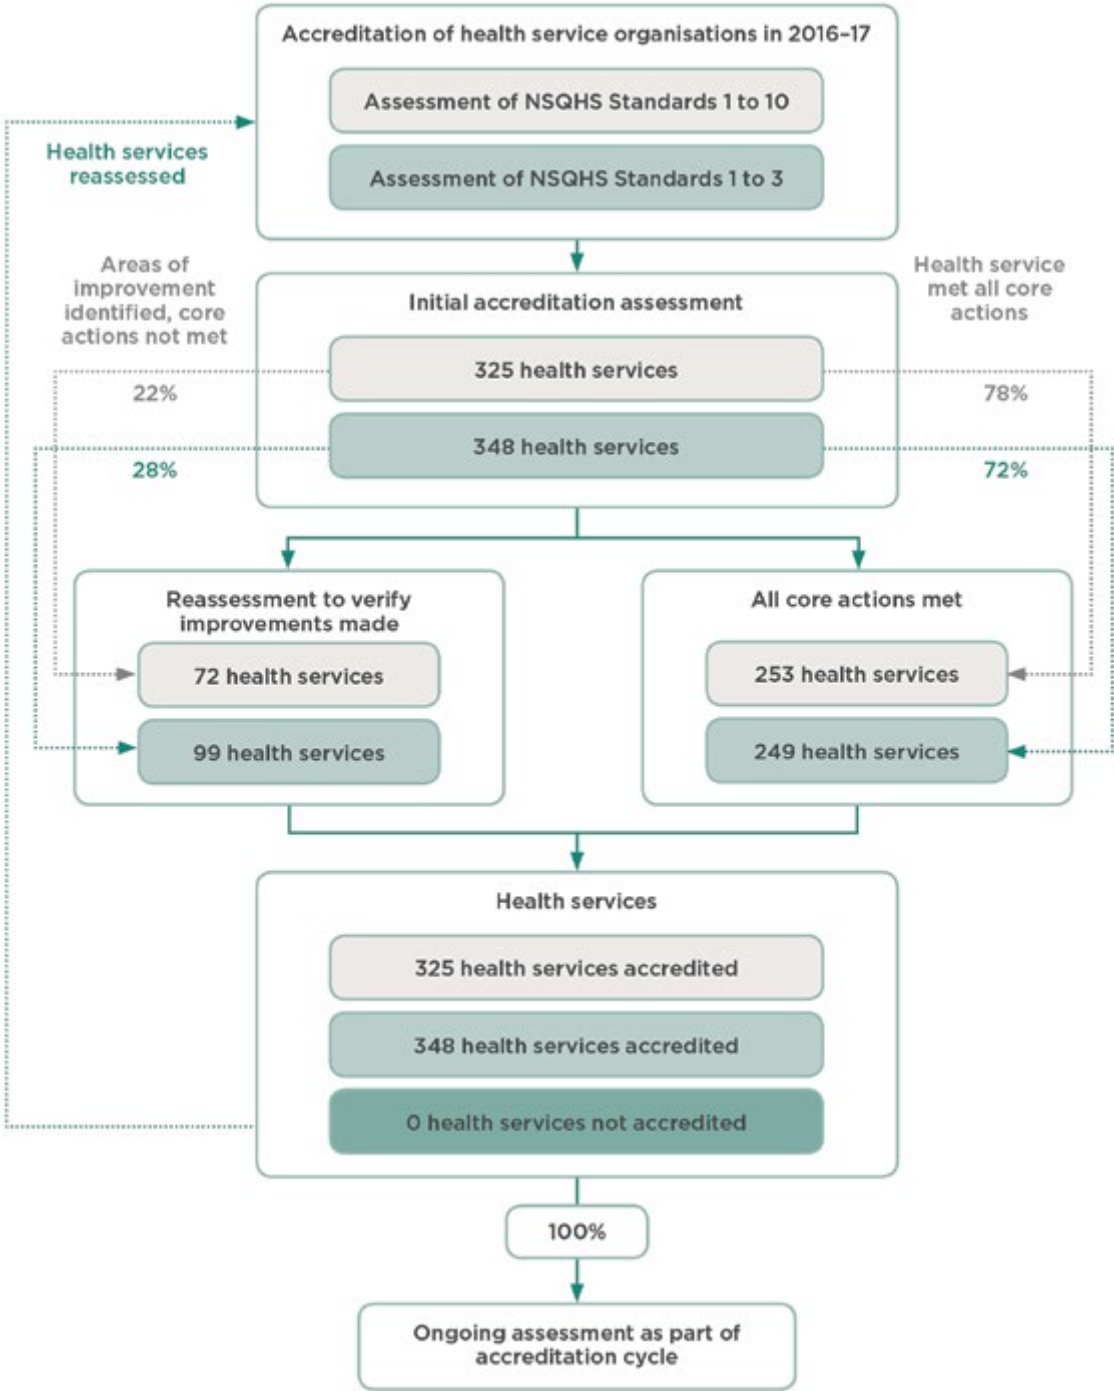 Accreditation of health service organisations in 2016–17
Assessment of NSQHS Standards 1 to 10
Assessment of NSQHS Standards 1 to 3
Health services
reassessed
Areas of
improvement
identified, core
actions not met
Health service
met all core
actions
Initial accreditation assessment
325 health services
22%
78%
348 health services
28%
72%
Reassessment to verify
improvements made
72 health services
99 health services
All core actions met
253 health services
249 health services
Health services
325 health services accredited
348 health services accredited
0 health services not accredited
100%
Ongoing assessment as part of
accreditation cycle